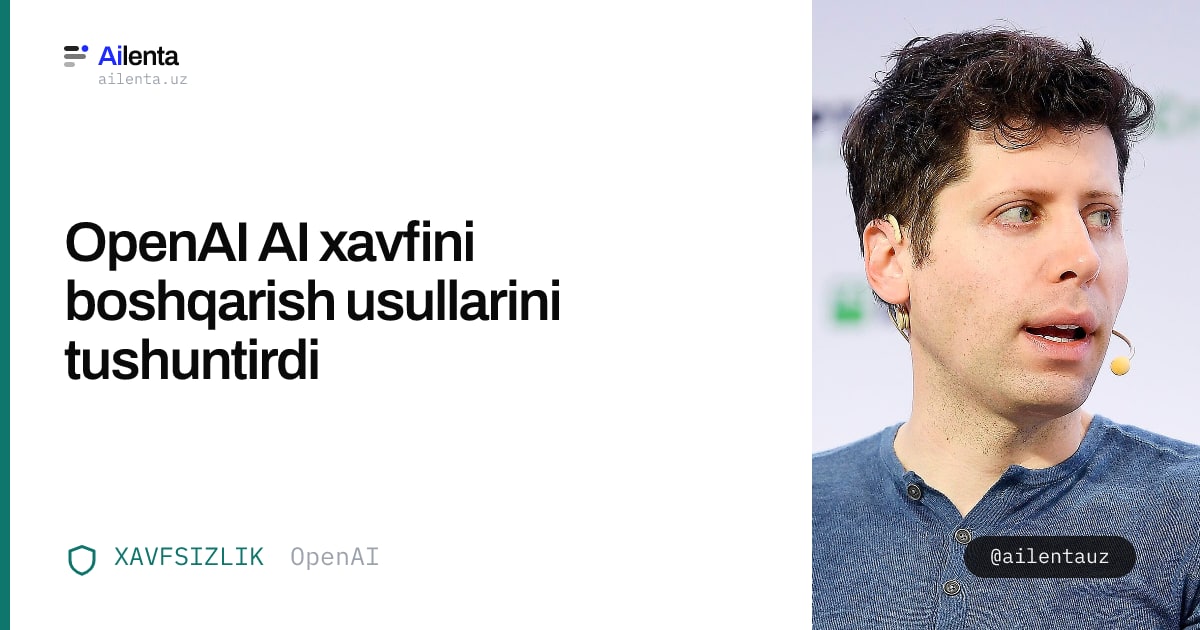 Ailenta
ailenta.uz
OpenAI AI xavfini
boshqarish usullarini
tushuntirdi
XAVFSIZLIK OpenAI
@ailentauz